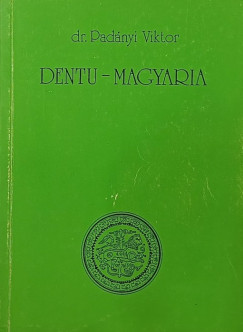 dr. Padányi Viktor
DENTU-MAGYARIA